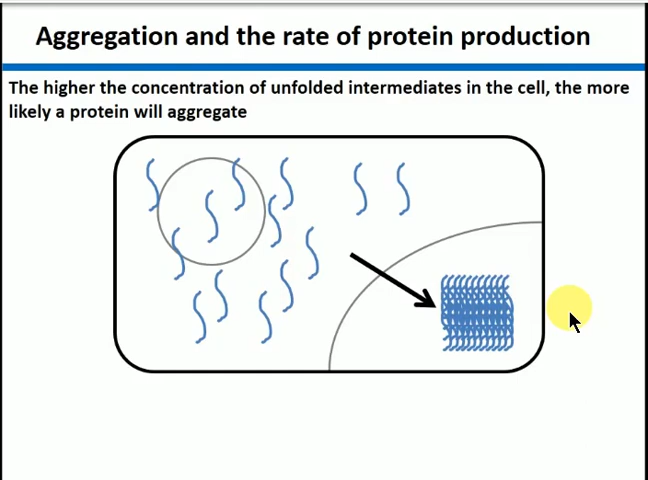 Aggregation and the rate of protein production
The higher the concentration of unfolded intermediates in the cell, the more
likely a protein will aggregate